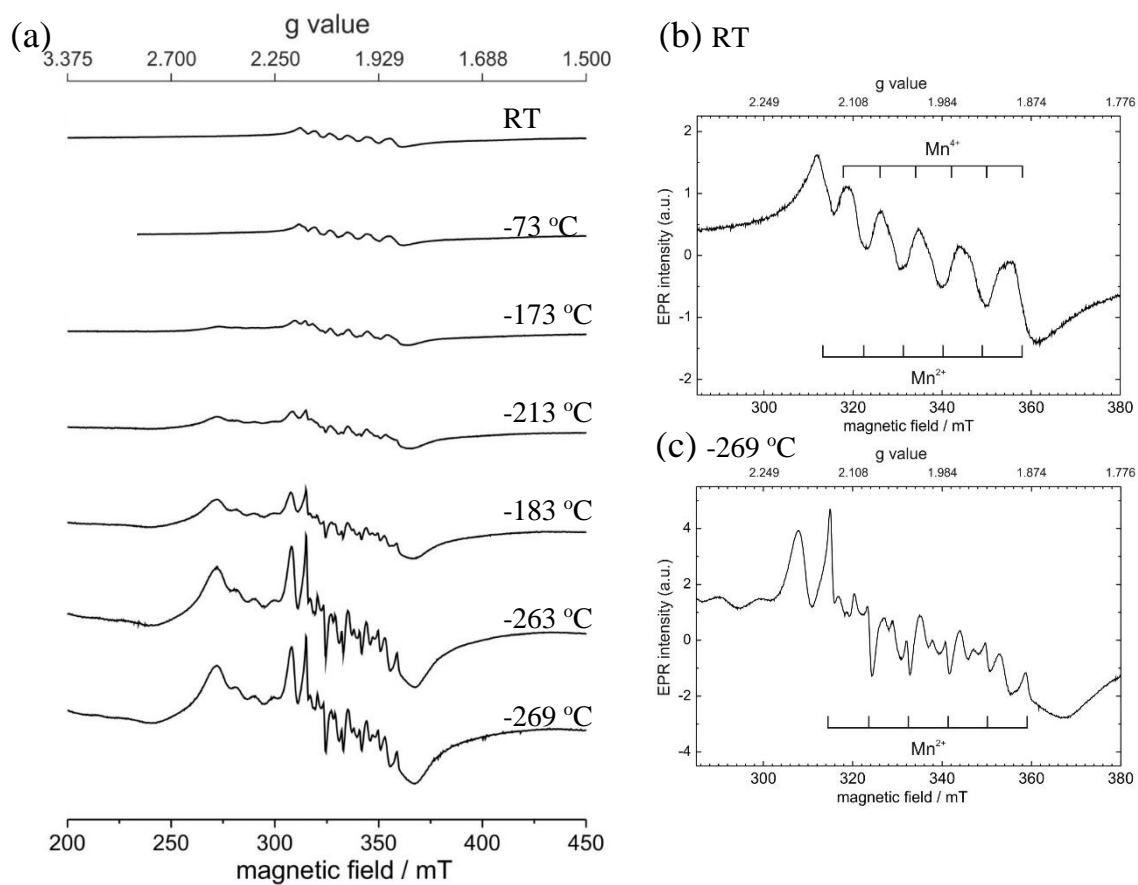 (a)
g value
3.375 2.700 2.250 1.929 1.688 1.500
RT
-73 °C
-173 °C
-213 °C
-183 °C
-263 °C
-269 °C
200 250 300 350 400 450
magnetic field / mT
(b) RT
g value
2.249 2.108 1.984 1.874 1.776
Mn4+
EPR intensity (a.u.)
2
1
0
-1
-2
Mn2+
300 320 340 360 380
magnetic field / mT
(c) -269 °C
g value
2.249 2.108 1.984 1.874 1.776
EPR intensity (a.u.)
4
2
0
-2
-4
Mn2+
300 320 340 360 380
magnetic field / mT